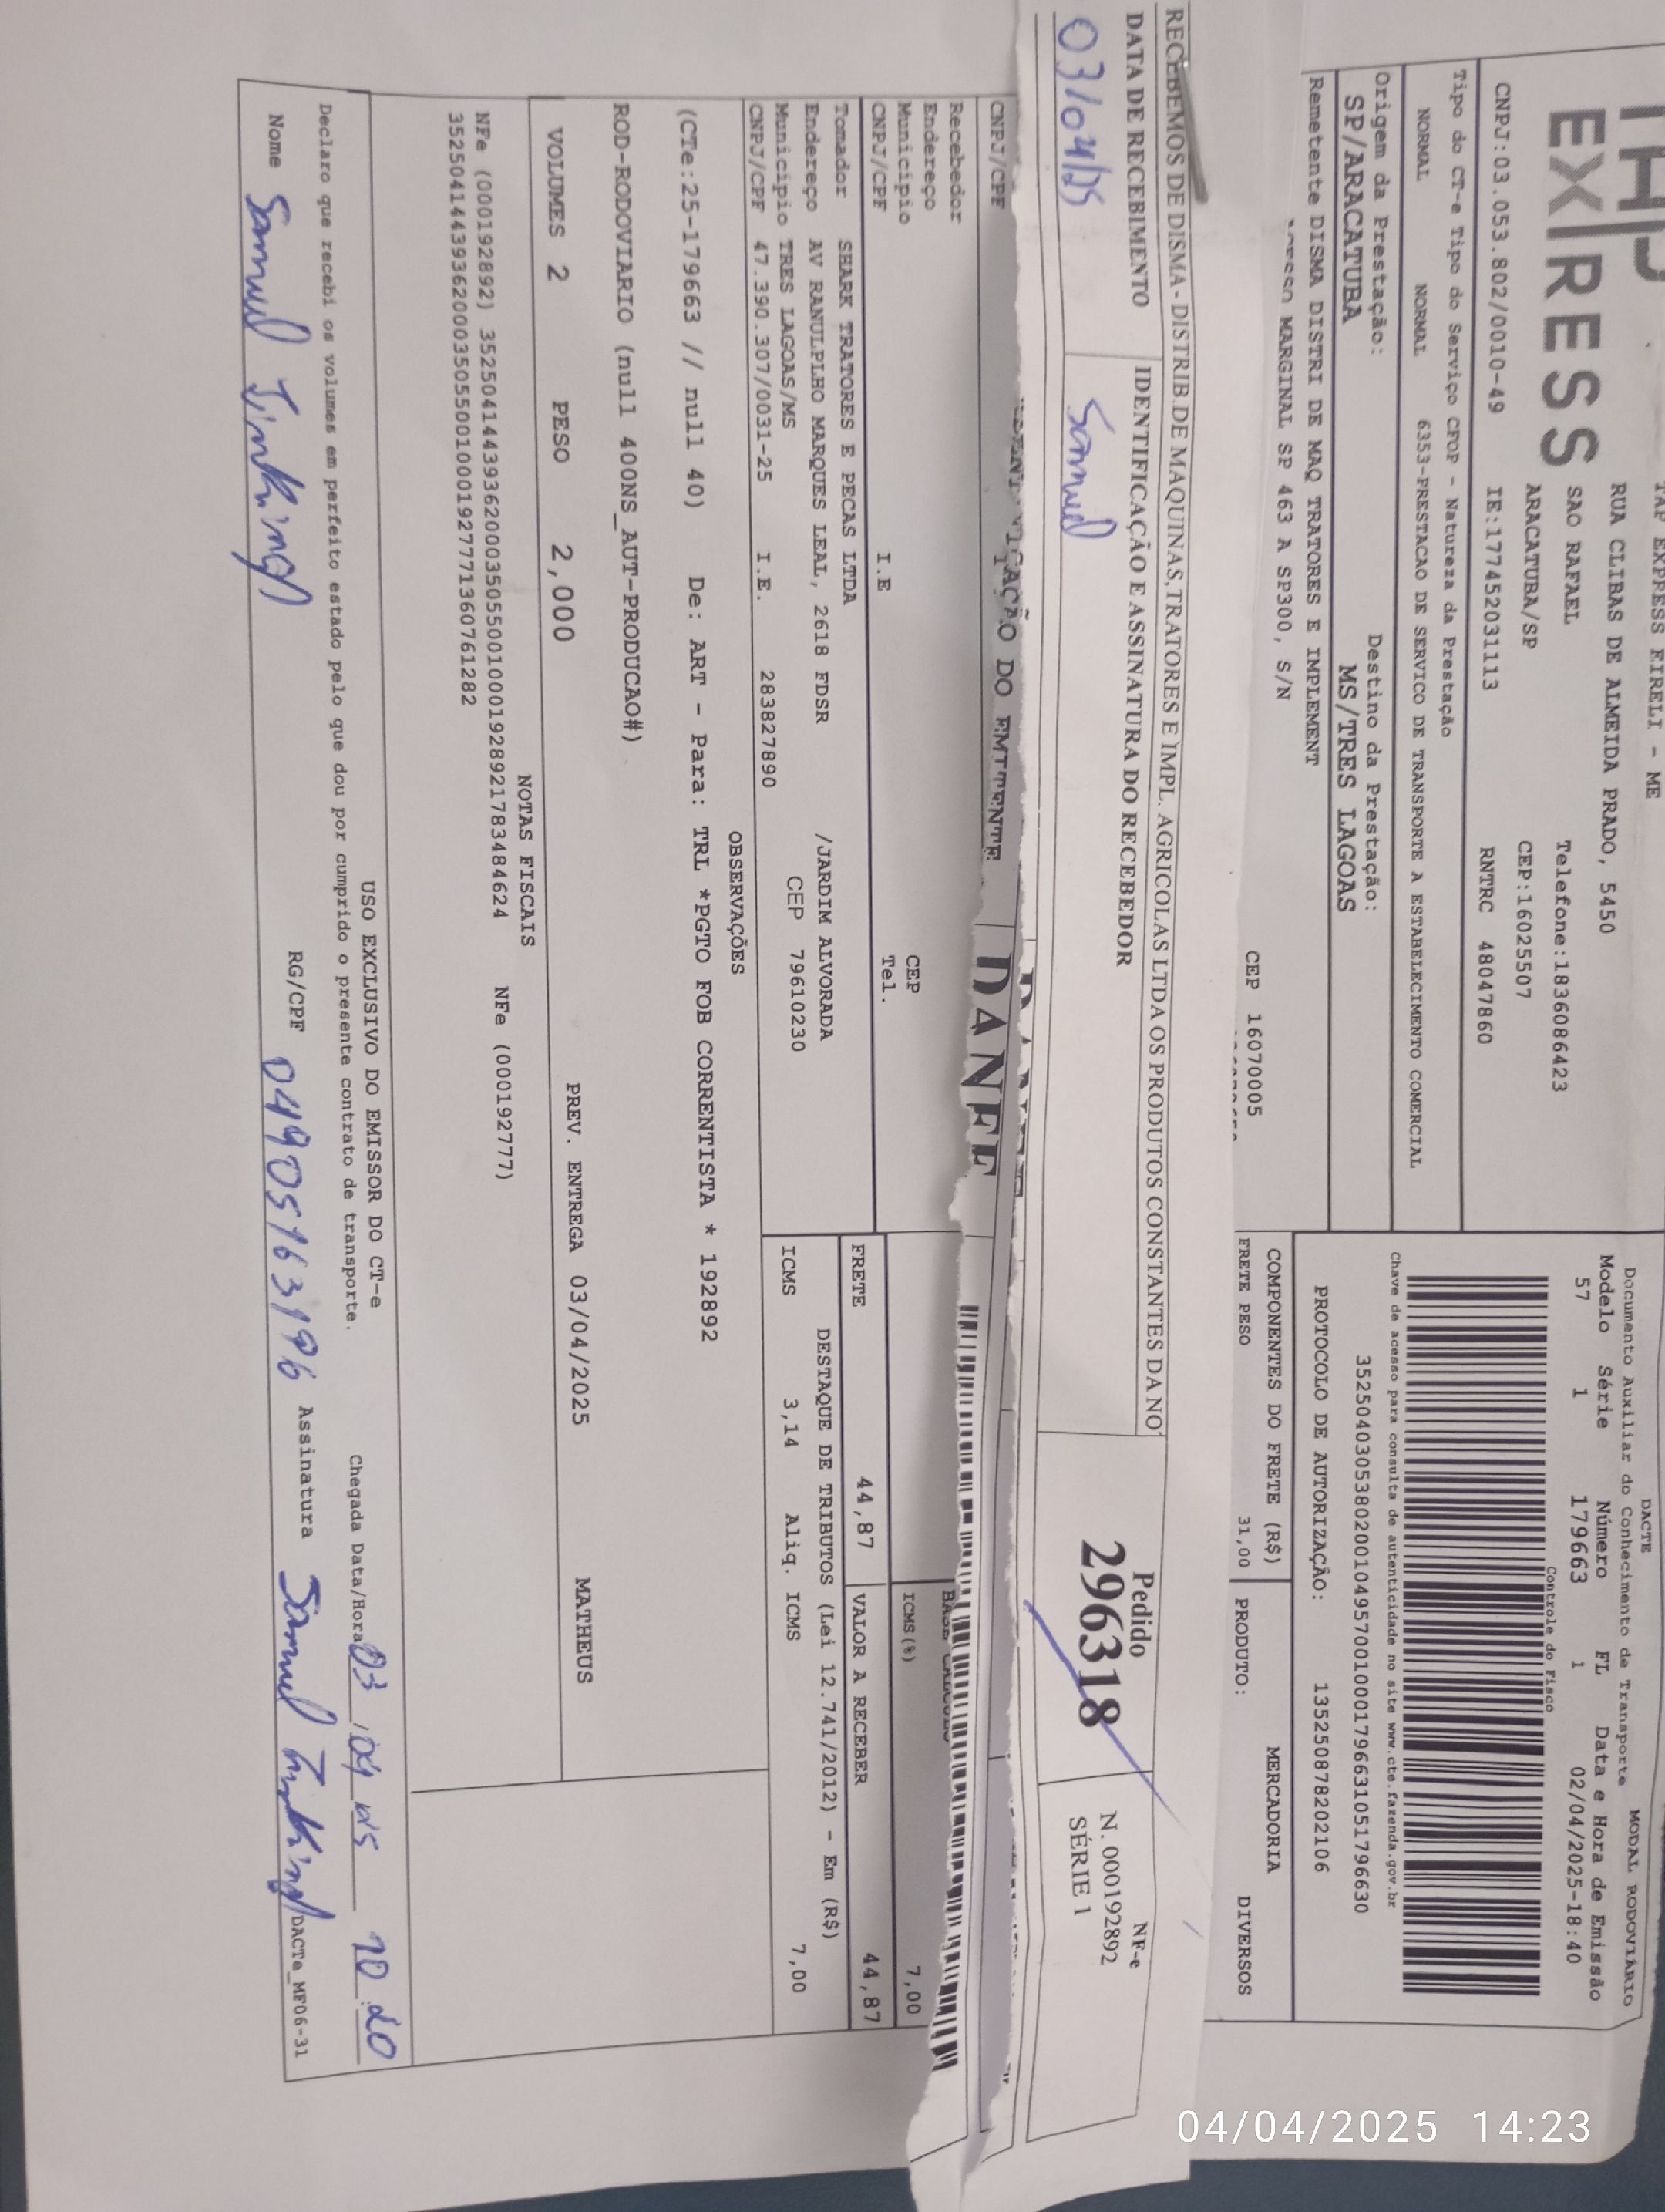 TAP EXPRESS EIRELI - ME
EXPRESS
RUA CLIBAS DE ALMEIDA PRADO, 5450
SAO RAFAEL
Telefone:1836086423
ARACATUBA/SP
CEP:16025507
CNPJ:03.053.802/0010-49
IE:177452031113
RNTRC 48047860
Tipo do CT-e Tipo do Serviço CFOP - Natureza da Prestação
NORMAL NORMAL 6353-PRESTACAO DE SERVICO DE TRANSPORTE A ESTABELECIMENTO COMERCIAL
Origem da Prestação: Destino da Prestação:
SP/ARACATUBA MS/TRES LAGOAS
Remetente DISMA DISTRI DE MAQ TRATORES E IMPLEMENT
MARGINAL SP 463 A SP300, S/N
CEP 16070005
DACTE
MODAL RODOVIÁRIO
Documento Auxiliar do Conhecimento de Transporte
Modelo Série Número FL Data e Hora de Emissão
57 1 179663 1 02/04/2025-18:40
Controle do Fisco
Chave de acesso para consulta de autenticidade no site www.cte.fazenda.gov.br
35250403053802001049570010001796631051796630
PROTOCOLO DE AUTORIZAÇÃO: 135250878202106
COMPONENTES DO FRETE (R$) MERCADORIA
FRETE PESO 31,00 PRODUTO: DIVERSOS
RECEBEMOS DE DISMA - DISTRIB. DE MAQUINAS,TRATORES E IMPL. AGRICOLAS LTDA OS PRODUTOS CONSTANTES DA NO
DATA DE RECEBIMENTO IDENTIFICAÇÃO E ASSINATURA DO RECEBEDOR
03/04/25 Samuel
Pedido
296318
NF-e
N. 000192892
SÉRIE 1
DO EMITENTE
DANFE
CNPJ/CPF
Recebedor
Endereço
Municipio CEP
CNPJ/CPF I.E Tel.
BASE CALCULO
ICMS(%) 7,00
Tomador SHARK TRATORES E PECAS LTDA
Endereço AV RANULPLHO MARQUES LEAL, 2618 FDSR /JARDIM ALVORADA
Municipio TRES LAGOAS/MS CEP 79610230
CNPJ/CPF 47.390.307/0031-25 I.E. 283827890
FRETE 44,87 VALOR A RECEBER 44,87
DESTAQUE DE TRIBUTOS (Lei 12.741/2012) - Em (R$)
ICMS 3,14 Aliq. ICMS 7,00
OBSERVAÇÕES
(CTe:25-179663 // null 40) De: ART - Para: TRL *PGTO FOB CORRENTISTA * 192892
ROD-RODOVIARIO (null 400NS_AUT-PRODUCAO#)
VOLUMES 2 PESO 2,000 PREV. ENTREGA 03/04/2025 MATHEUS
NOTAS FISCAIS
NFe (000192892) 35250414439362000350550010001928921783484624 NFe (000192777)
35250414439362000350550010001927771360761282
USO EXCLUSIVO DO EMISSOR DO CT-e
Declaro que recebi os volumes em perfeito estado pelo que dou por cumprido o presente contrato de transporte. Chegada Data/Hora 03/04/25 10:20
Nome Samuel RG/CPF 04905163196 Assinatura Samuel DACTe_MF06-31
04/04/2025 14:23